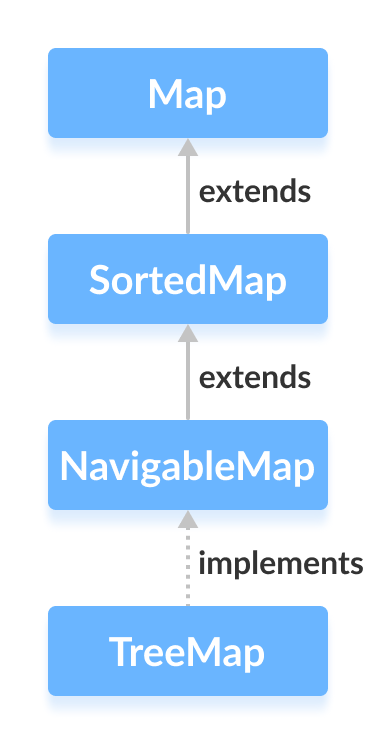 Map
extends
SortedMap
extends
NavigableMap
implements
TreeMap